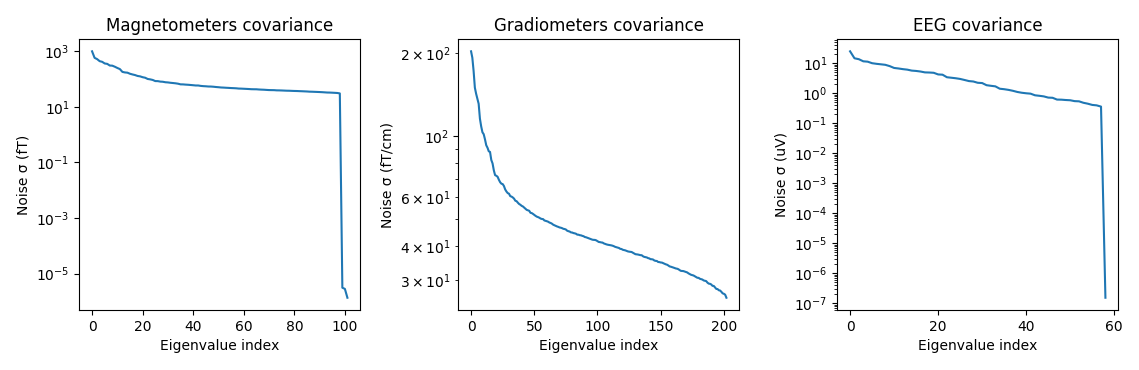 Magnetometers covariance
Gradiometers covariance
EEG covariance
Noise σ (fT)
10³
10¹
10⁻¹
10⁻³
10⁻⁵
0 20 40 60 80 100
Eigenvalue index
Noise σ (fT/cm)
2 × 10²
10²
6 × 10¹
4 × 10¹
3 × 10¹
0 50 100 150 200
Eigenvalue index
Noise σ (uV)
10¹
10⁰
10⁻¹
10⁻²
10⁻³
10⁻⁴
10⁻⁵
10⁻⁶
10⁻⁷
0 20 40 60
Eigenvalue index